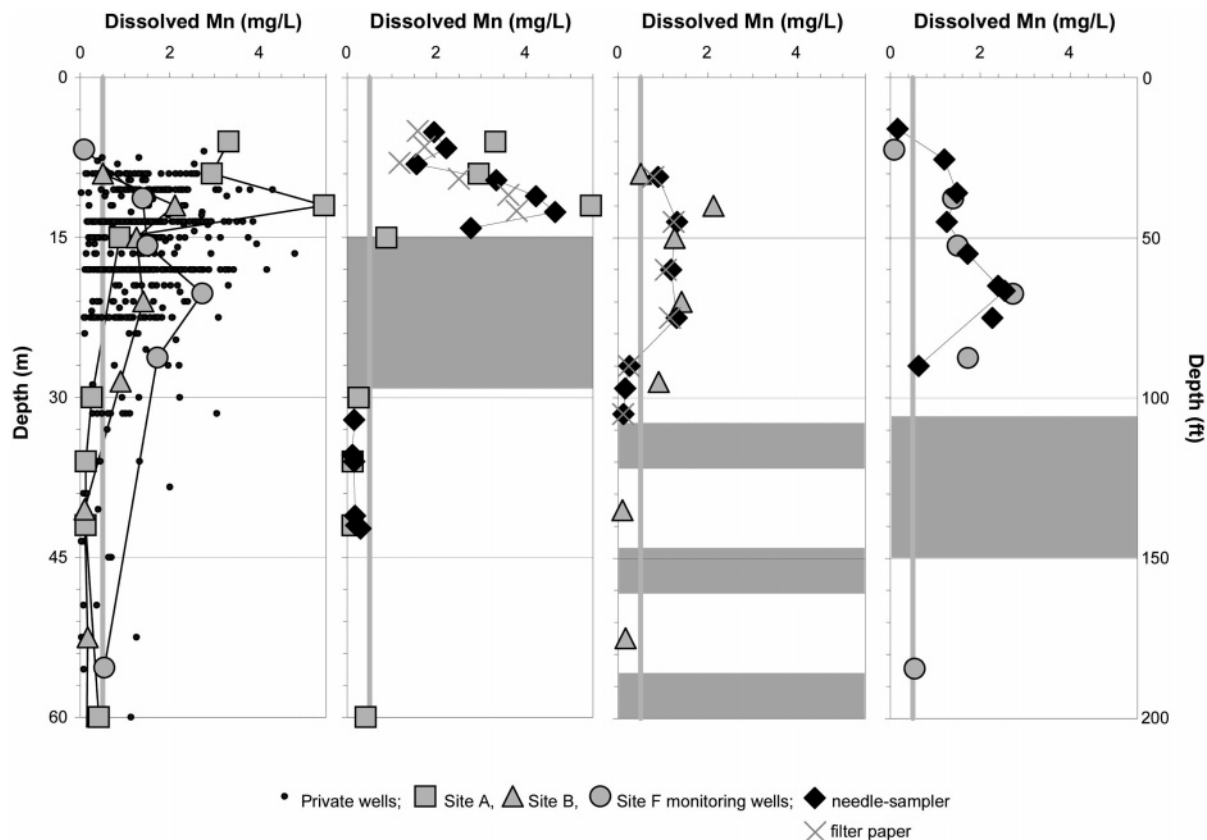 Dissolved Mn (mg/L) Dissolved Mn (mg/L) Dissolved Mn (mg/L) Dissolved Mn (mg/L)
0 2 4 0 2 4 0 2 4 0 2 4
0 0
15 50
30 100
45 150
60 200
Depth (m)
Depth (ft)
Private wells; Site A, Site B, Site F monitoring wells; needle-sampler
filter paper